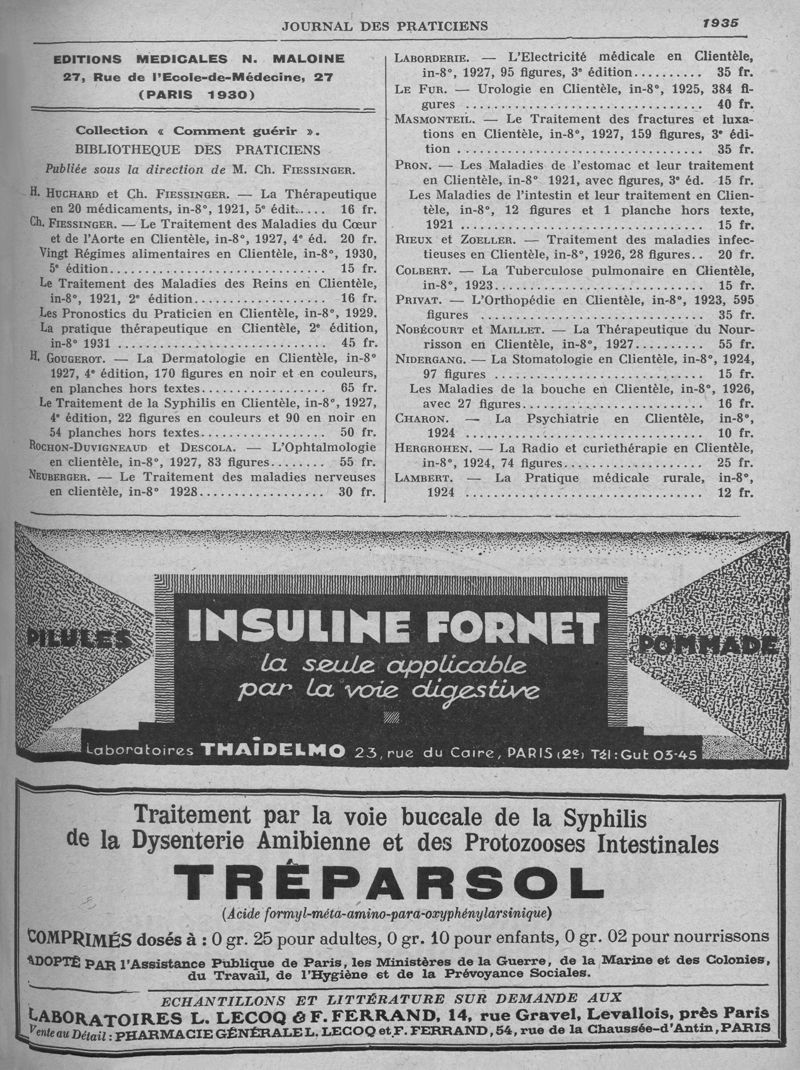 JOURNAL DES PRATICIENS
1935
EDITIONS MEDICALES N. MALOINE
27, Rue de l'Ecole-de-Médecine, 27
(PARIS 1930)
Collection « Comment guérir ».
BIBLIOTHEQUE DES PRATICIENS
Publiée sous la direction de M. Ch. FIESSINGER.
H. HUCHARD et Ch. FIESSINGER. — La Thérapeutique
en 20 médicaments, in-8°, 1921, 5e édit...... 16 fr.
Ch. FIESSINGER. — Le Traitement des Maladies du Cœur
et de l'Aorte en Clientèle, in-8°, 1927, 4e éd. 20 fr.
Vingt Régimes alimentaires en Clientèle, in-8°, 1930,
5e édition.............................. 15 fr.
Le Traitement des Maladies des Reins en Clientèle,
in-8°, 1921, 2e édition................... 16 fr.
Les Pronostics du Praticien en Clientèle, in-8°, 1929.
La pratique thérapeutique en Clientèle, 2e édition,
in-8° 1931 .............................. 45 fr.
H. GOUGEROT. — La Dermatologie en Clientèle, in-8°
1927, 4e édition, 170 figures en noir et en couleurs,
en planches hors textes.................. 65 fr.
Le Traitement de la Syphilis en Clientèle, in-8°, 1927,
4e édition, 22 figures en couleurs et 90 en noir en
54 planches hors textes.................. 50 fr.
ROCHON-DUVIGNEAUD et DESCOLA. — L'Ophtalmologie
en clientèle, in-8°, 1927, 83 figures........ 55 fr.
NEUBERGER. — Le Traitement des maladies nerveuses
en clientèle, in-8° 1928.................. 30 fr.
LABORDERIE. — L'Electricité médicale en Clientèle,
in-8°, 1927, 95 figures, 3e édition.......... 35 fr.
LE FUR. — Urologie en Clientèle, in-8°, 1925, 384 fi-
gures .................................. 40 fr.
MASMONTEIL. — Le Traitement des fractures et luxa-
tions en Clientèle, in-8°, 1927, 159 figures, 3e édi-
tion ................................... 35 fr.
PRON. — Les Maladies de l'estomac et leur traitement
en Clientèle, in-8° 1921, avec figures, 3e éd. 15 fr.
Les Maladies de l'intestin et leur traitement en Clien-
tèle, in-8°, 12 figures et 1 planche hors texte,
1921 ................................... 15 fr.
RIEUX et ZOELLER. — Traitement des maladies infec-
tieuses en Clientèle, in-8°, 1926, 28 figures.. 20 fr.
COLBERT. — La Tuberculose pulmonaire en Clientèle,
in-8°, 1923.............................. 15 fr.
PRIVAT. — L'Orthopédie en Clientèle, in-8°, 1923, 595
figures ................................. 35 fr.
NOBÉCOURT et MAILLET. — La Thérapeutique du Nour-
risson en Clientèle, in-8°, 1927.......... 55 fr.
NIDERGANG. — La Stomatologie en Clientèle, in-8°, 1924,
97 figures .............................. 15 fr.
Les Maladies de la bouche en Clientèle, in-8°, 1926,
avec 27 figures.......................... 16 fr.
CHARON. — La Psychiatrie en Clientèle, in-8°,
1924 ................................... 10 fr.
HERGROHEN. — La Radio et curiethérapie en Clientèle,
in-8°, 1924, 74 figures................... 25 fr.
LAMBERT. — La Pratique médicale rurale, in-8°,
1924 ................................... 12 fr.
PILULES
INSULINE FORNET
POMMADE
la seule applicable
par la voie digestive
Laboratoires THAÏDELMO 23, rue du Caire, PARIS (2e) Tél: Gut 03-45
Traitement par la voie buccale de la Syphilis
de la Dysenterie Amibienne et des Protozooses Intestinales
TRÉPARSOL
(Acide formyl-méta-amino-para-oxyphénylarsinique)
COMPRIMÉS dosés à : 0 gr. 25 pour adultes, 0 gr. 10 pour enfants, 0 gr. 02 pour nourrissons
ADOPTÉ PAR l'Assistance Publique de Paris, les Ministères de la Guerre, de la Marine et des Colonies,
du Travail, de l'Hygiène et de la Prévoyance Sociales.
ECHANTILLONS ET LITTÉRATURE SUR DEMANDE AUX
LABORATOIRES L. LECOQ & F. FERRAND, 14, rue Gravel, Levallois, près Paris
Vente au Détail : PHARMACIE GÉNÉRALE L. LECOQ et F. FERRAND, 54, rue de la Chaussée-d'Antin, PARIS